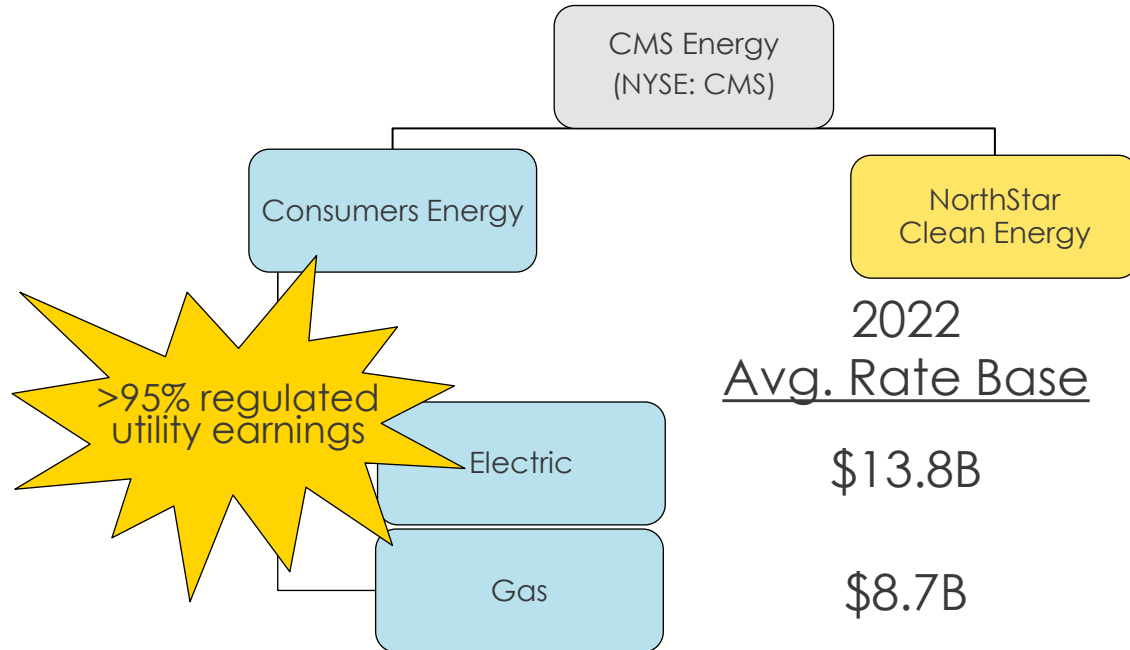 CMS Energy
(NYSE: CMS)
Consumers Energy
NorthStar
Clean Energy
2022
Avg. Rate Base
>95% regulated
utility earnings
Electric
$13.8B
Gas
$8.7B